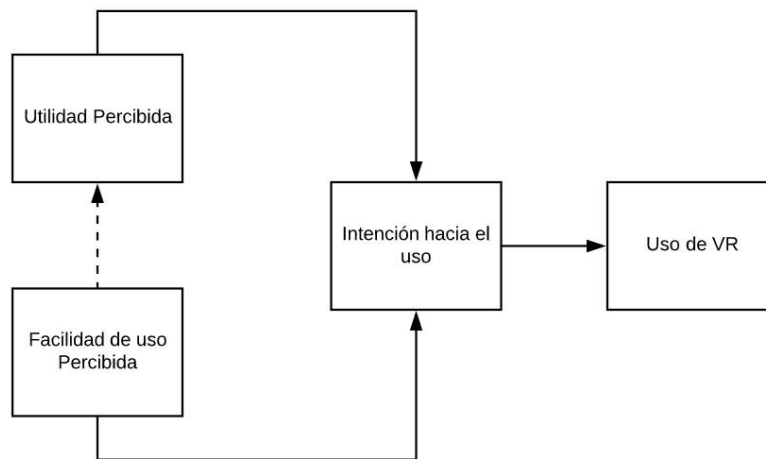 Utilidad Percibida
Intención hacia el
uso
Uso de VR
Facilidad de uso
Percibida